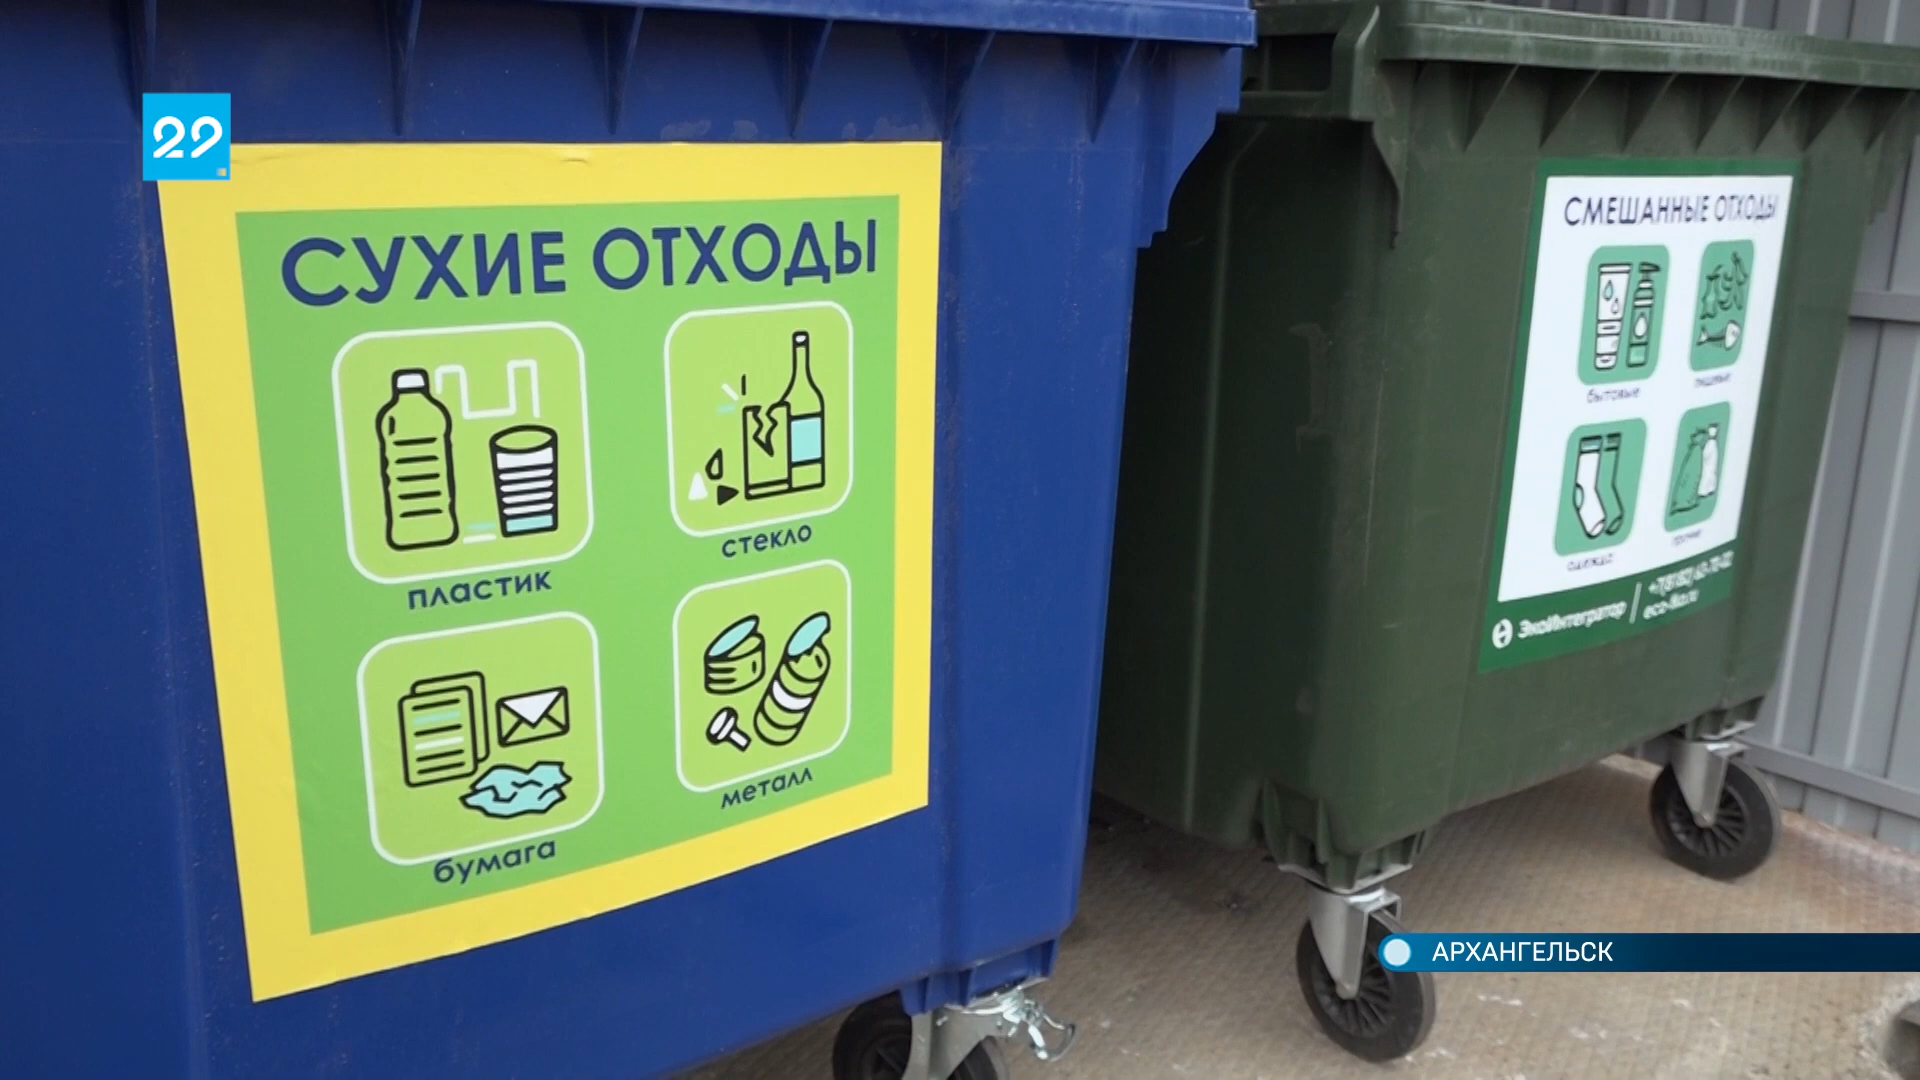 29
СУХИЕ ОТХОДЫ
пластик
стекло
бумага
металл
СМЕШАННЫЕ ОТХОДЫ
бытовые
пищевые
одежда
прочие
ЭкоИнтегратор
АРХАНГЕЛЬСК